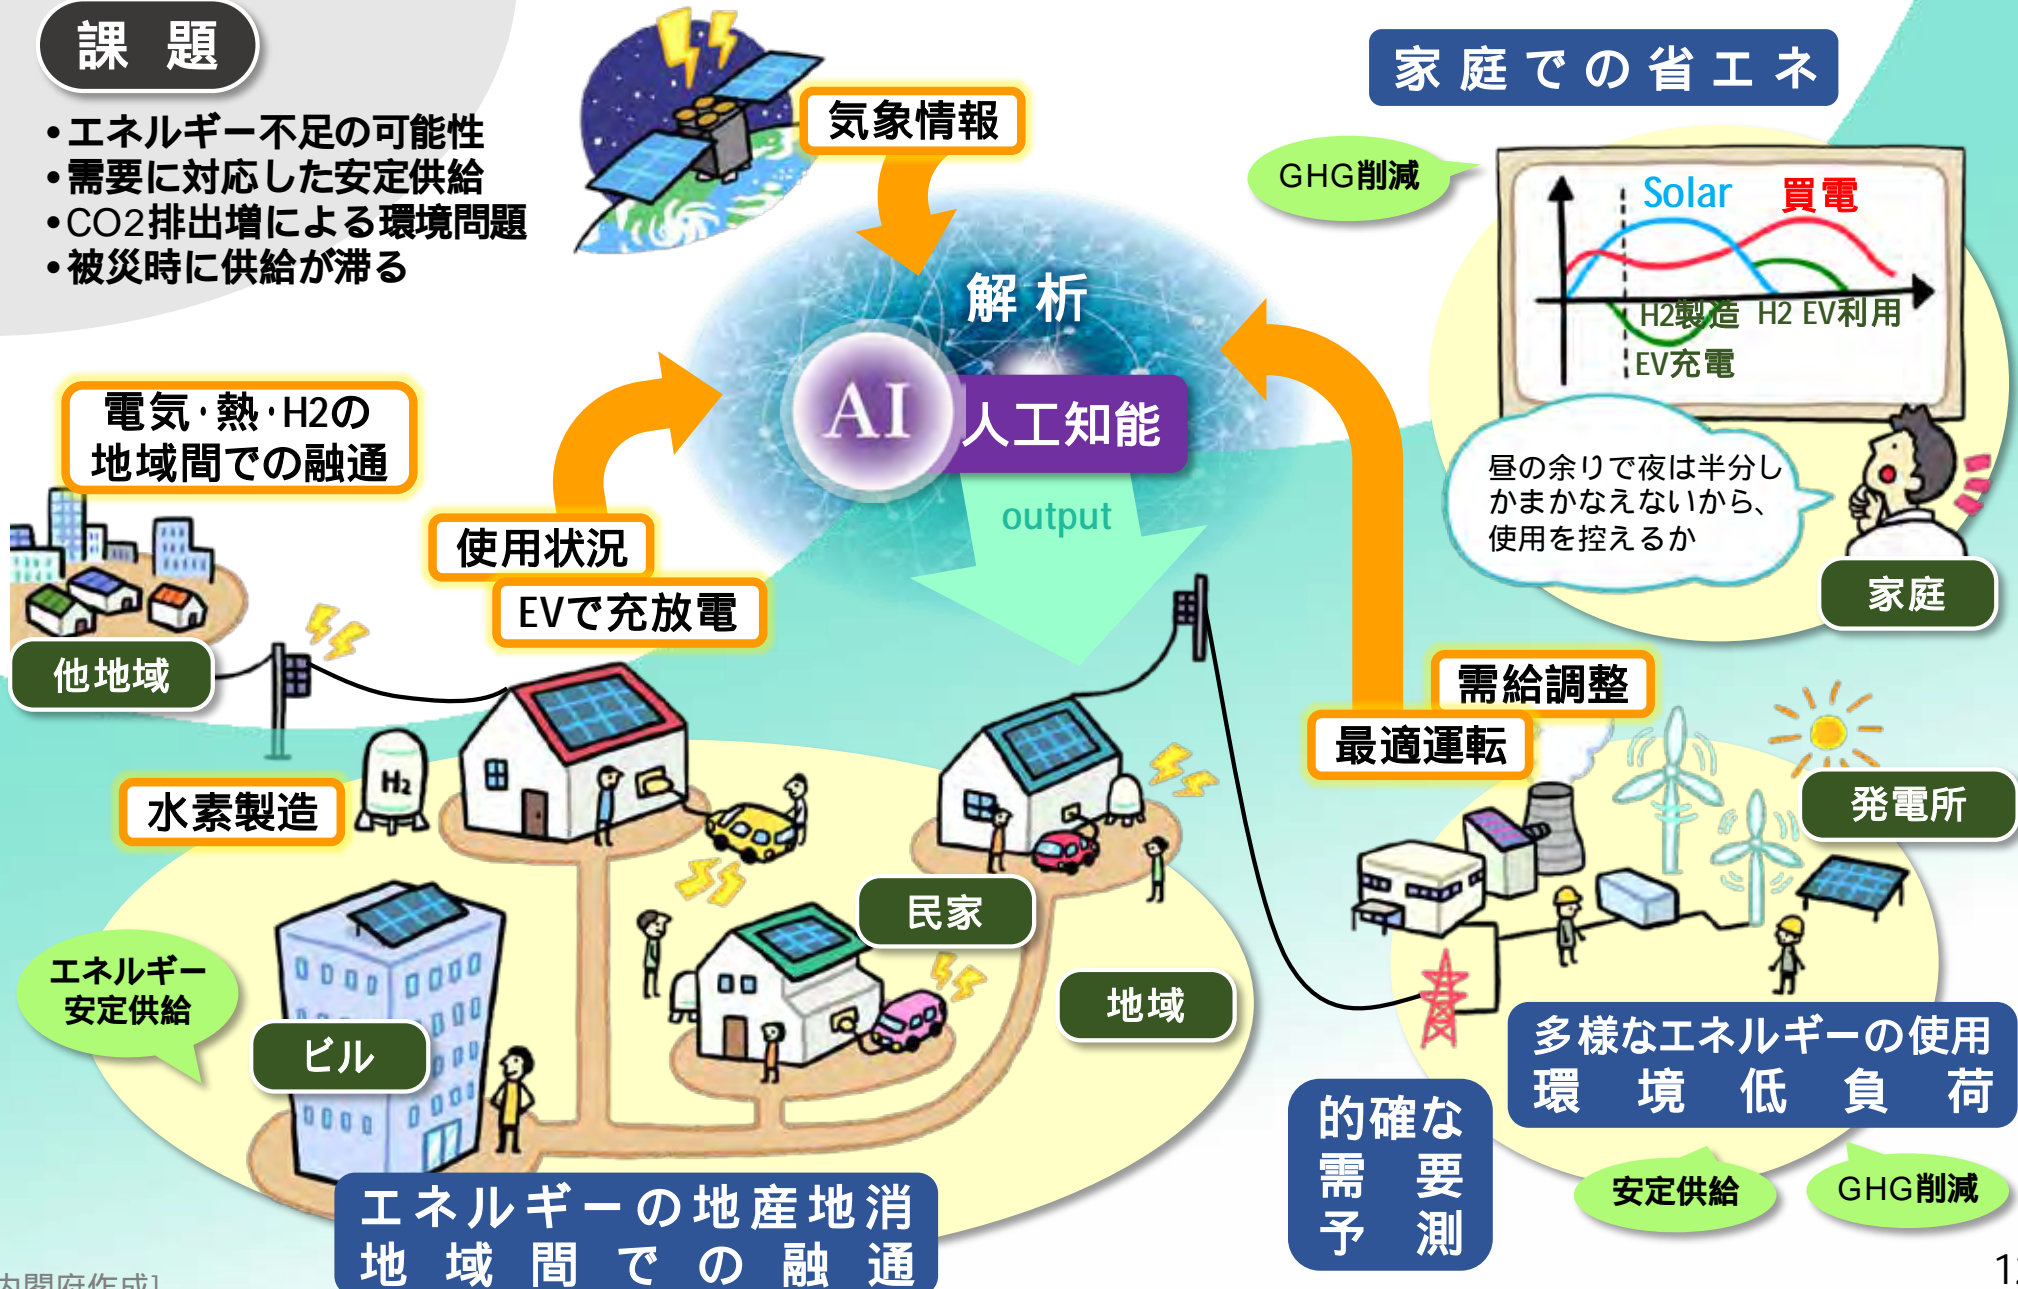 課題
•エネルギー不足の可能性
•需要に対応した安定供給
•CO2排出増による環境問題
•被災時に供給が滞る
気象情報
家庭での省エネ
GHG削減
Solar 買電
H2製造 H2 EV利用
EV充電
昼の余りで夜は半分し
かまかなえないから、
使用を控えるか
家庭
解析
AI 人工知能
output
電気・熱・H2の
地域間での融通
使用状況
EVで充放電
他地域
水素製造
H2
需給調整
最適運転
発電所
民家
地域
エネルギー
安定供給
ビル
多様なエネルギーの使用
環境低負荷
的確な
需要
予測
安定供給
GHG削減
エネルギーの地産地消
地域間での融通
内閣府作成]